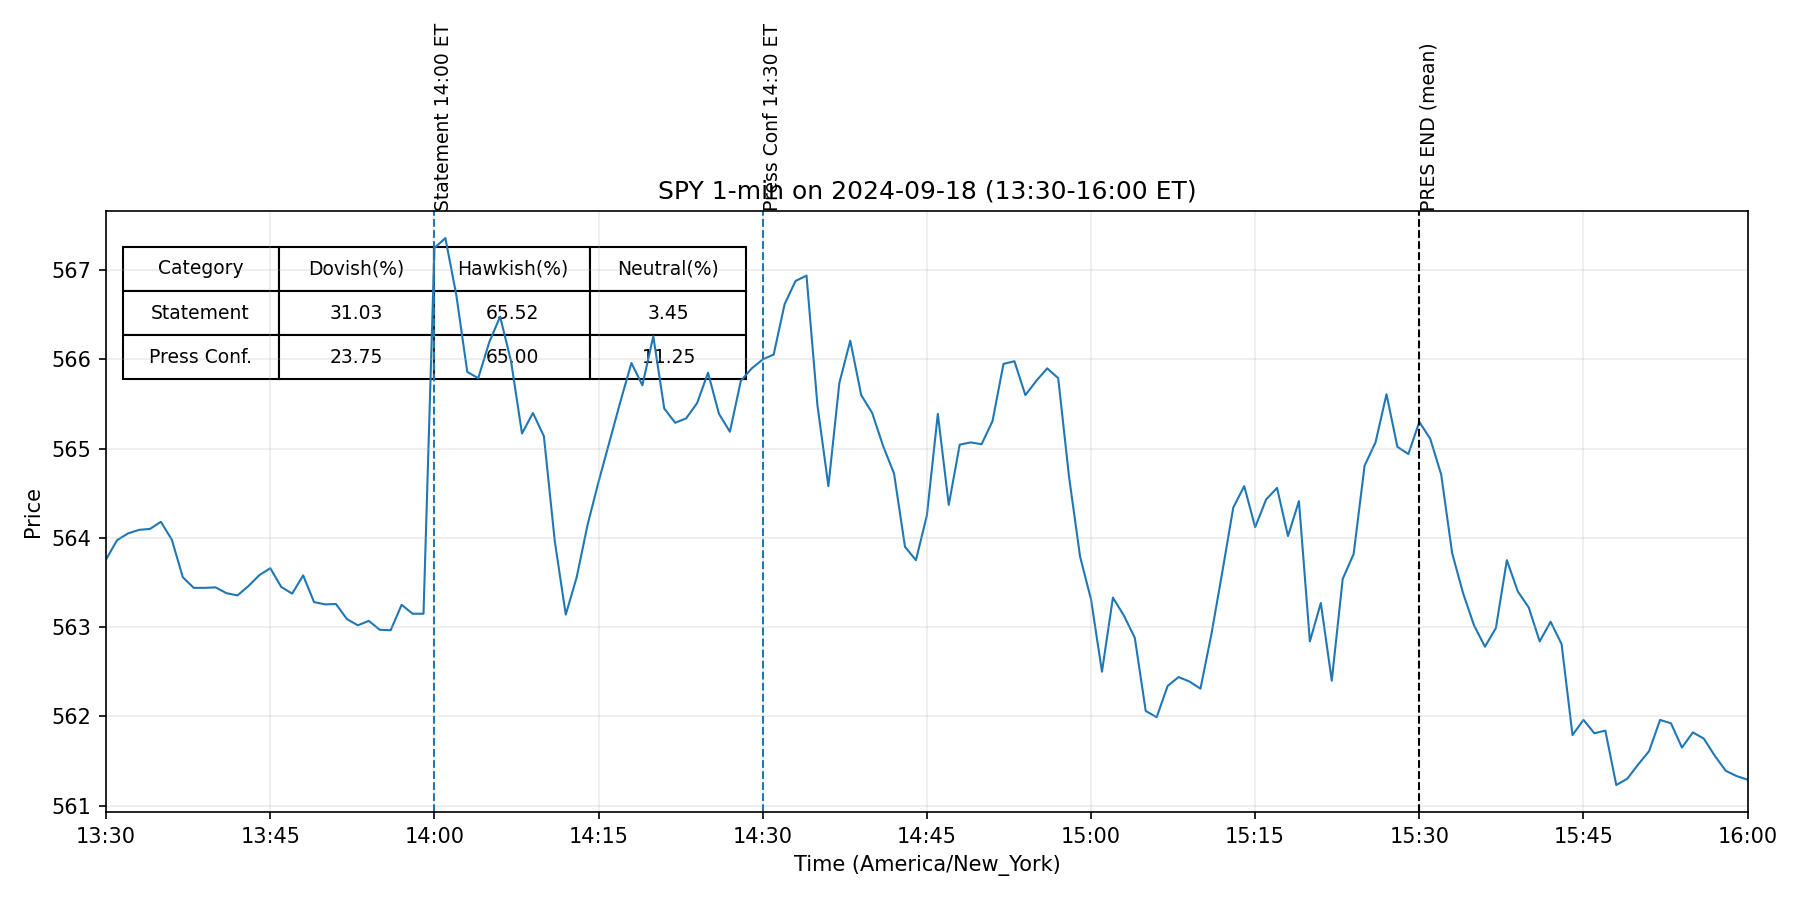 Statement 14:00 ET
Press Conf 14:30 ET
PRES END (mean)
SPY 1-min on 2024-09-18 (13:30-16:00 ET)
Category Dovish(%) Hawkish(%) Neutral(%)
Statement 31.03 65.52 3.45
Press Conf. 23.75 65.00 11.25
Price
567
566
565
564
563
562
561
13:30 13:45 14:00 14:15 14:30 14:45 15:00 15:15 15:30 15:45 16:00
Time (America/New_York)